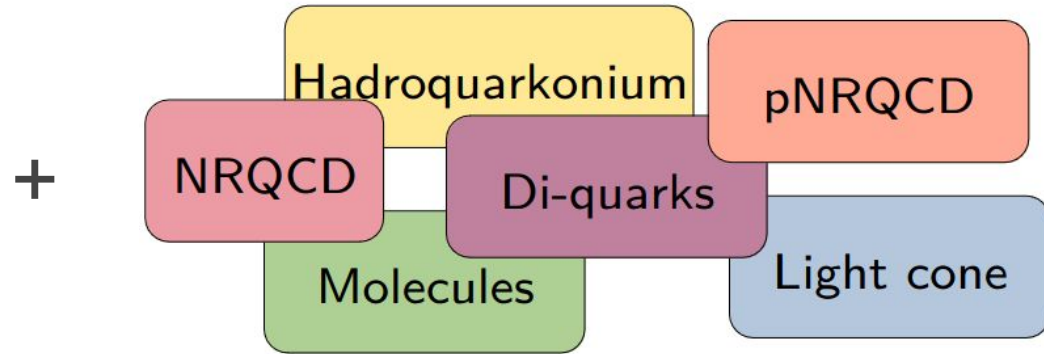 +
Hadroquarkonium
pNRQCD
NRQCD
Di-quarks
Molecules
Light cone